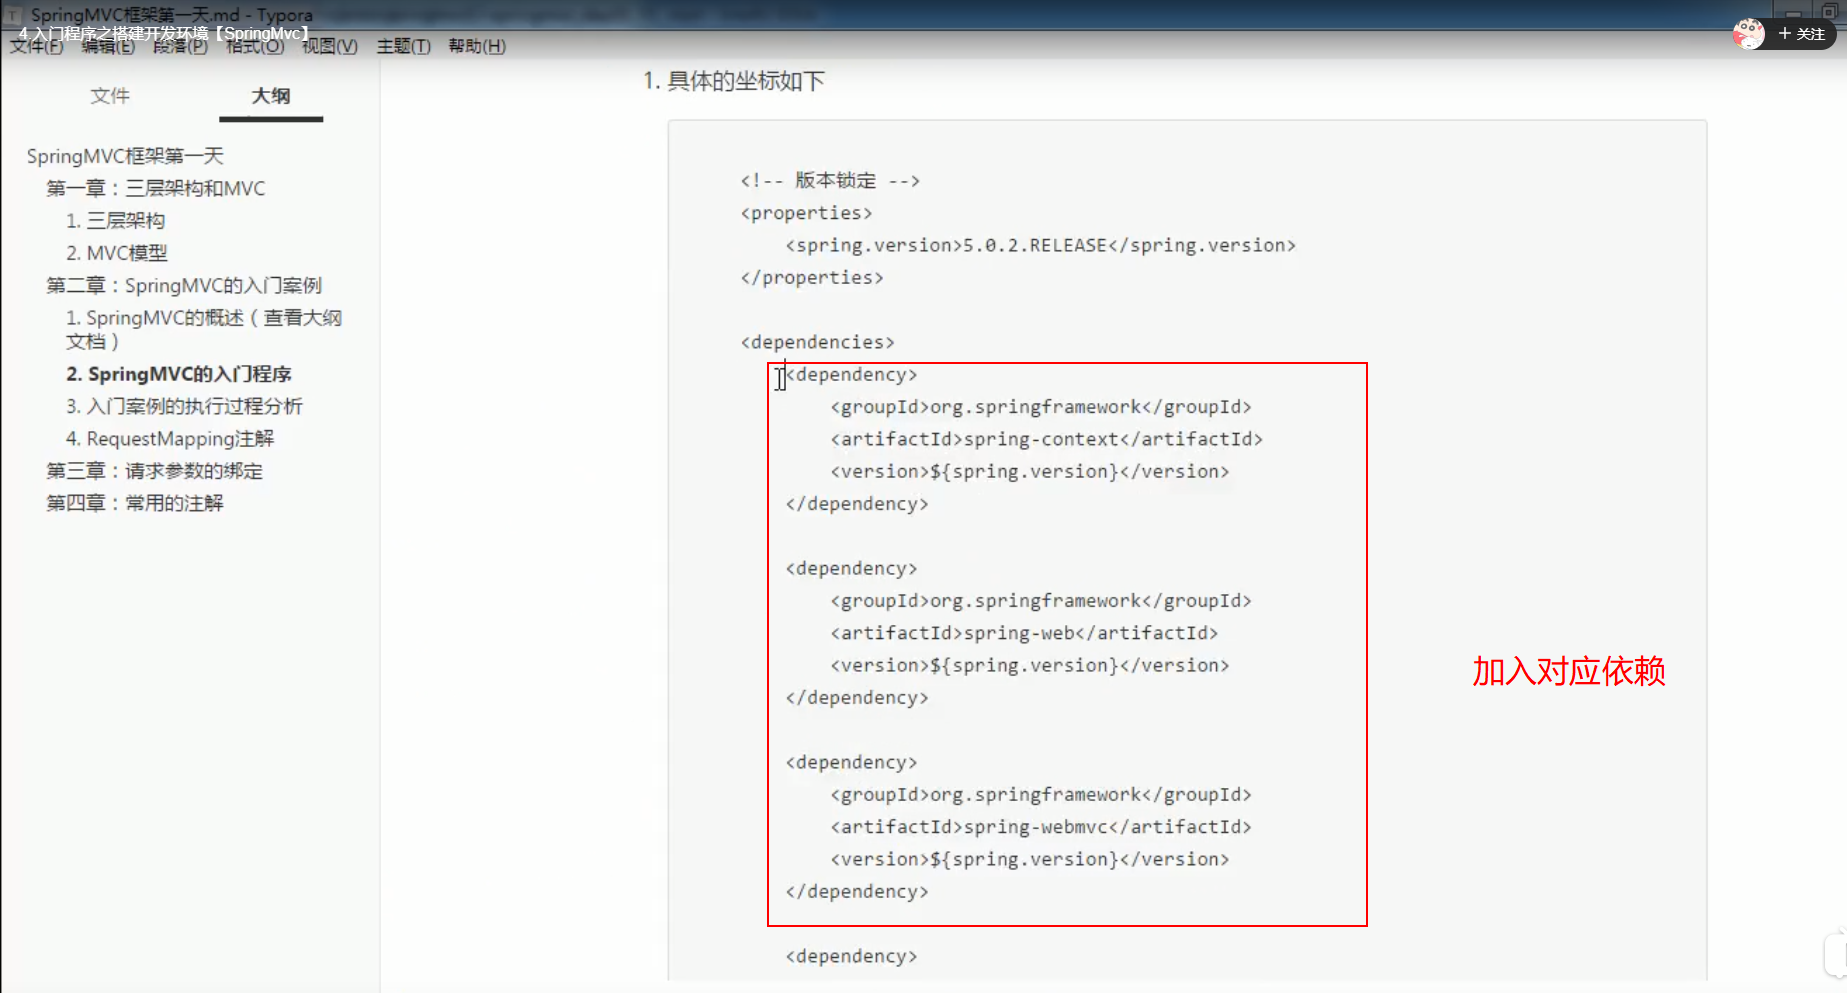 SpringMVC框架第一天.md - Typora
4.入门程序之搭建开发环境【SpringMvc】
+ 关注
文件(F) 编辑(E) 段落(P) 格式(O) 视图(V) 主题(T) 帮助(H)
文件 大纲
SpringMVC框架第一天
第一章：三层架构和MVC
1. 三层架构
2. MVC模型
第二章：SpringMVC的入门案例
1. SpringMVC的概述（查看大纲
文档）
2. SpringMVC的入门程序
3. 入门案例的执行过程分析
4. RequestMapping注解
第三章：请求参数的绑定
第四章：常用的注解
1. 具体的坐标如下
<!-- 版本锁定 -->
<properties>
<spring.version>5.0.2.RELEASE</spring.version>
</properties>
<dependencies>
<dependency>
<groupId>org.springframework</groupId>
<artifactId>spring-context</artifactId>
<version>${spring.version}</version>
</dependency>
<dependency>
<groupId>org.springframework</groupId>
<artifactId>spring-web</artifactId>
<version>${spring.version}</version>
</dependency>
<dependency>
<groupId>org.springframework</groupId>
<artifactId>spring-webmvc</artifactId>
<version>${spring.version}</version>
</dependency>
<dependency>
加入对应依赖